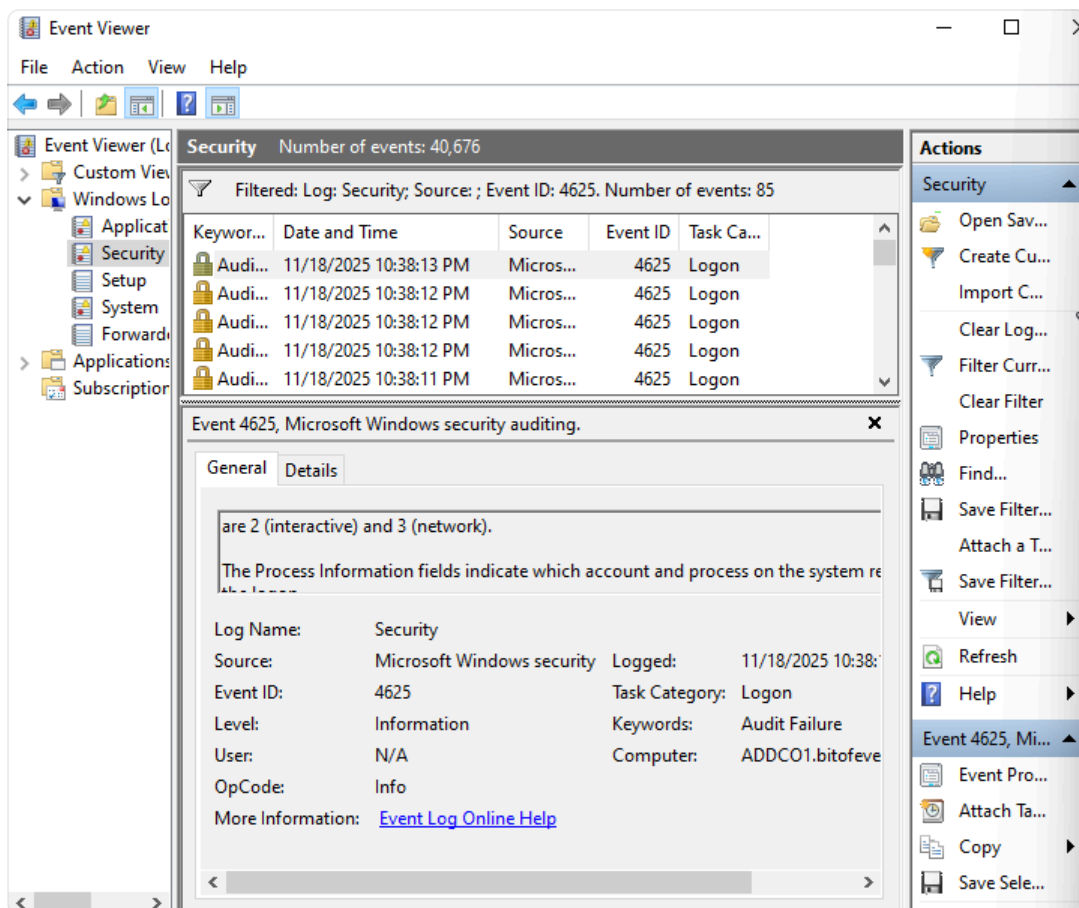 Event Viewer
File Action View Help
Event Viewer (Lo
Custom Viev
Windows Lo
Applicat
Security
Setup
System
Forward
Applications
Subscription
Security Number of events: 40,676
Filtered: Log: Security; Source: ; Event ID: 4625. Number of events: 85
Keywor... Date and Time Source Event ID Task Ca...
Audi... 11/18/2025 10:38:13 PM Micros... 4625 Logon
Audi... 11/18/2025 10:38:12 PM Micros... 4625 Logon
Audi... 11/18/2025 10:38:12 PM Micros... 4625 Logon
Audi... 11/18/2025 10:38:12 PM Micros... 4625 Logon
Audi... 11/18/2025 10:38:11 PM Micros... 4625 Logon
Event 4625, Microsoft Windows security auditing.
General Details
are 2 (interactive) and 3 (network).
The Process Information fields indicate which account and process on the system re
Log Name: Security
Source: Microsoft Windows security Logged: 11/18/2025 10:38:
Event ID: 4625 Task Category: Logon
Level: Information Keywords: Audit Failure
User: N/A Computer: ADDCO1.bitofeve
OpCode: Info
More Information: Event Log Online Help
Actions
Security
Open Sav...
Create Cu...
Import C...
Clear Log...
Filter Curr...
Clear Filter
Properties
Find...
Save Filter...
Attach a T...
Save Filter...
View
Refresh
Help
Event 4625, Mi...
Event Pro...
Attach Ta...
Copy
Save Sele...